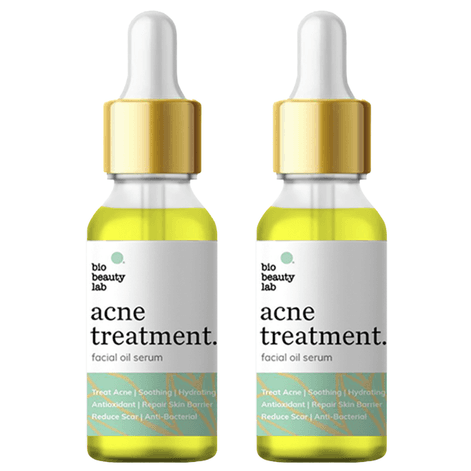 bio
beauty
lab
acne
treatment.
facial oil serum
Treat Acne | Soothing | Hydrating
Antioxidant | Repair Skin Barrier
Reduce Scar | Anti-Bacterial
bio
beauty
lab
acne
treatment.
facial oil serum
Treat Acne | Soothing | Hydrating
Antioxidant | Repair Skin Barrier
Reduce Scar | Anti-Bacterial